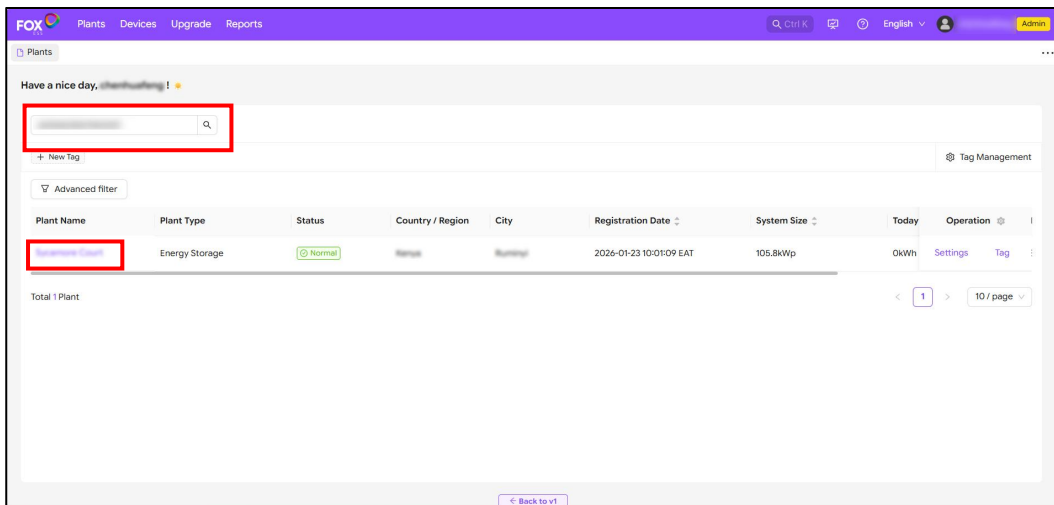 FOX ESS Plants Devices Upgrade Reports Ctrl K English Admin
Plants
Have a nice day, !
+ New Tag Tag Management
Advanced filter
Plant Name Plant Type Status Country / Region City Registration Date System Size Today Operation
Energy Storage Normal 2026-01-23 10:01:09 EAT 105.8kWp 0kWh Settings Tag
Total 1 Plant < 1 > 10 / page
← Back to v1